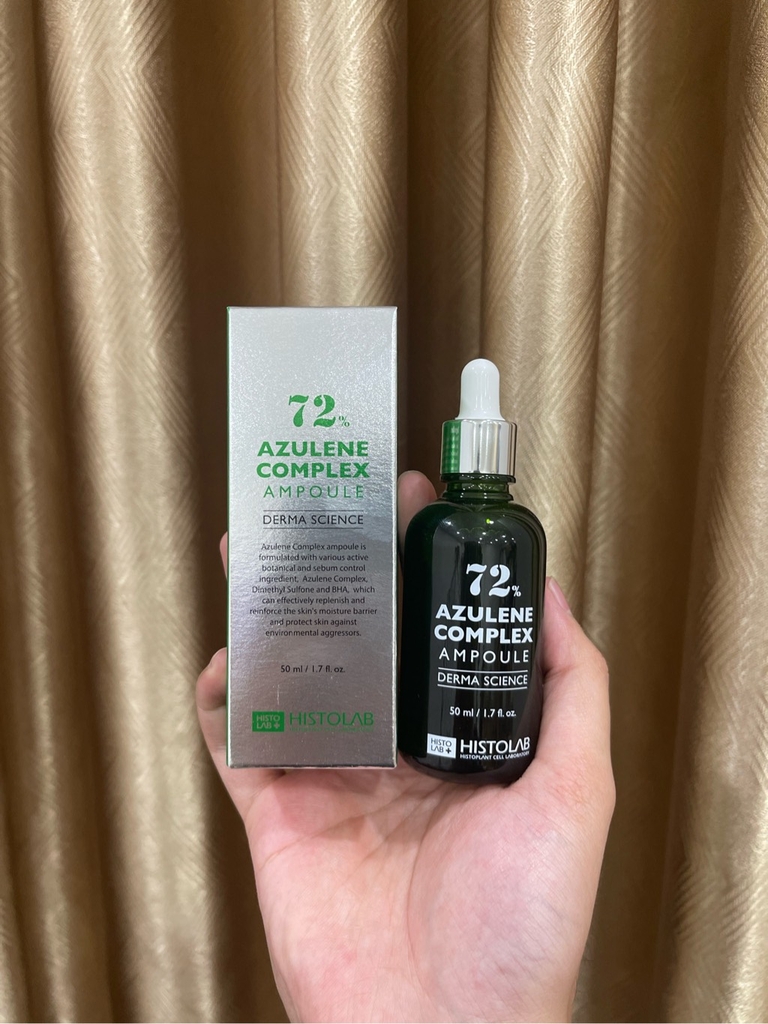 72%
AZULENE
COMPLEX
AMPOULE
DERMA SCIENCE
Azulene Complex ampoule is
formulated with various active
botanical and sebum control
ingredient, Azulene Complex,
Dimethyl Sulfone and BHA, which
can effectively replenish and
reinforce the skin's moisture barrier
and protect skin against
environmental aggressors.
50 ml / 1.7 fl. oz.
HISTO
LAB +
HISTOLAB
72%
AZULENE
COMPLEX
AMPOULE
DERMA SCIENCE
50 ml / 1.7 fl. oz.
HISTO
LAB +
HISTOLAB
HISTOPLANT CELL LABORATORY